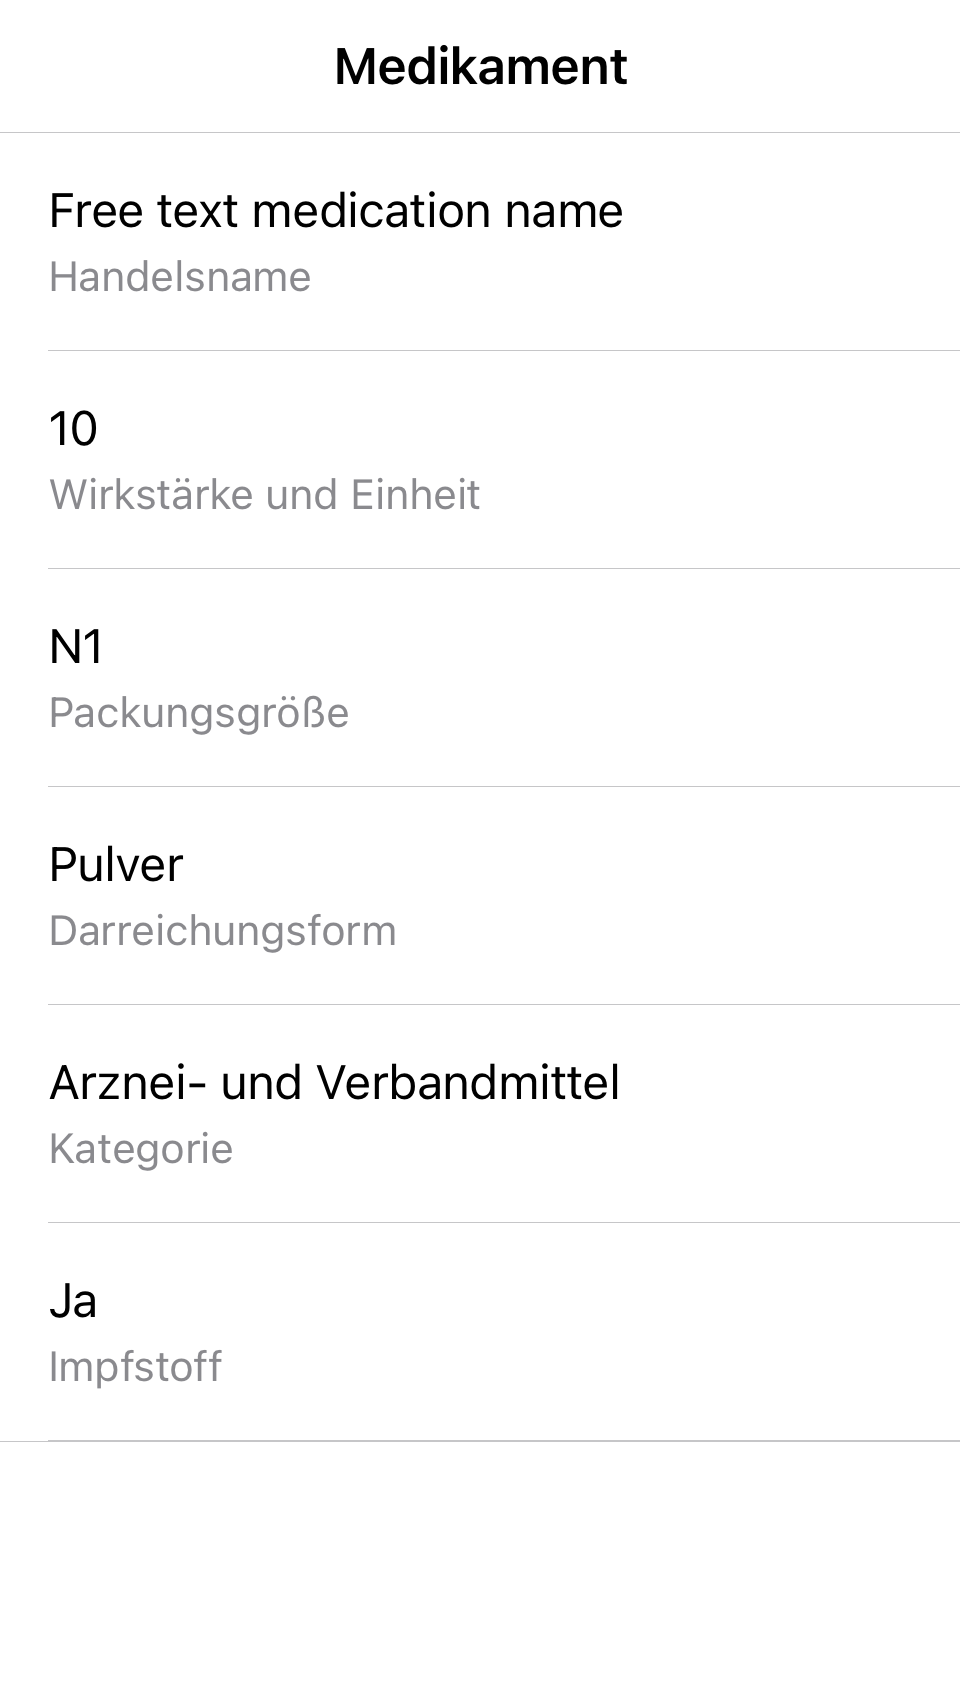 Medikament
Free text medication name
Handelsname
10
Wirkstärke und Einheit
N1
Packungsgröße
Pulver
Darreichungsform
Arznei- und Verbandmittel
Kategorie
Ja
Impfstoff